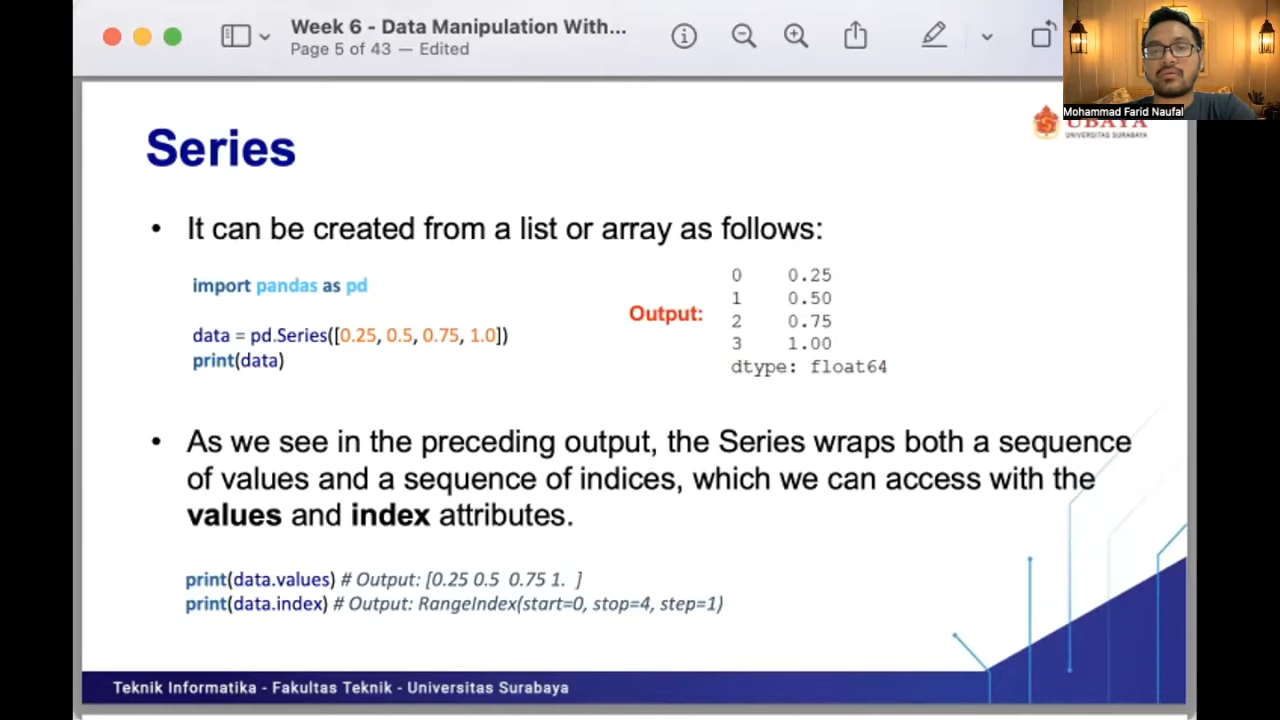 Week 6 - Data Manipulation With...
Page 5 of 43 — Edited
Mohammad Farid Naufal
UBAYA
UNIVERSITAS SURABAYA
Series
• It can be created from a list or array as follows:
import pandas as pd
data = pd.Series([0.25, 0.5, 0.75, 1.0])
print(data)
Output:
0 0.25
1 0.50
2 0.75
3 1.00
dtype: float64
• As we see in the preceding output, the Series wraps both a sequence
of values and a sequence of indices, which we can access with the
values and index attributes.
print(data.values) # Output: [0.25 0.5 0.75 1. ]
print(data.index) # Output: RangeIndex(start=0, stop=4, step=1)
Teknik Informatika - Fakultas Teknik - Universitas Surabaya